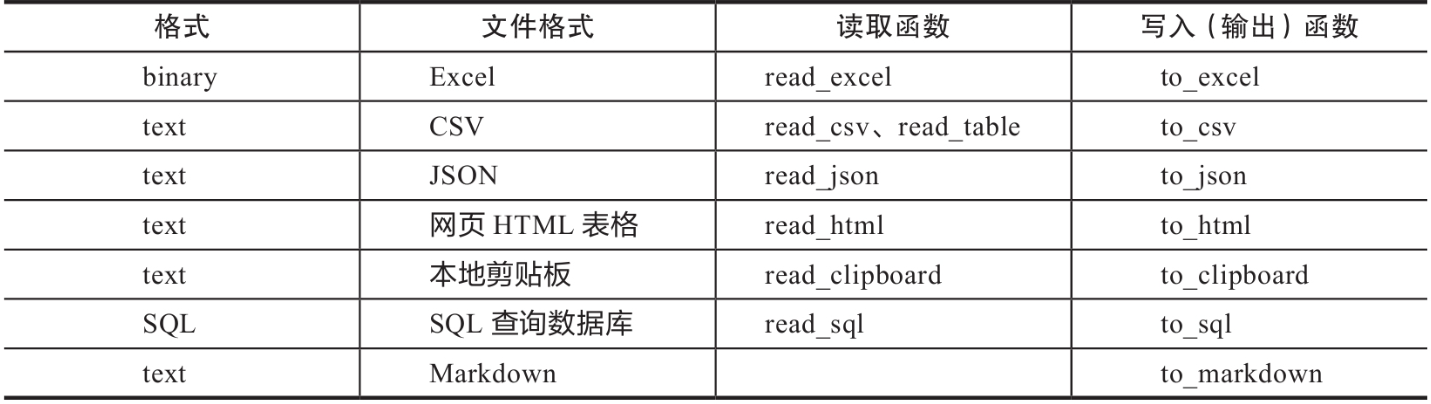 格式 文件格式 读取函数 写入（输出）函数
binary Excel read_excel to_excel
text CSV read_csv、read_table to_csv
text JSON read_json to_json
text 网页 HTML 表格 read_html to_html
text 本地剪贴板 read_clipboard to_clipboard
SQL SQL 查询数据库 read_sql to_sql
text Markdown to_markdown